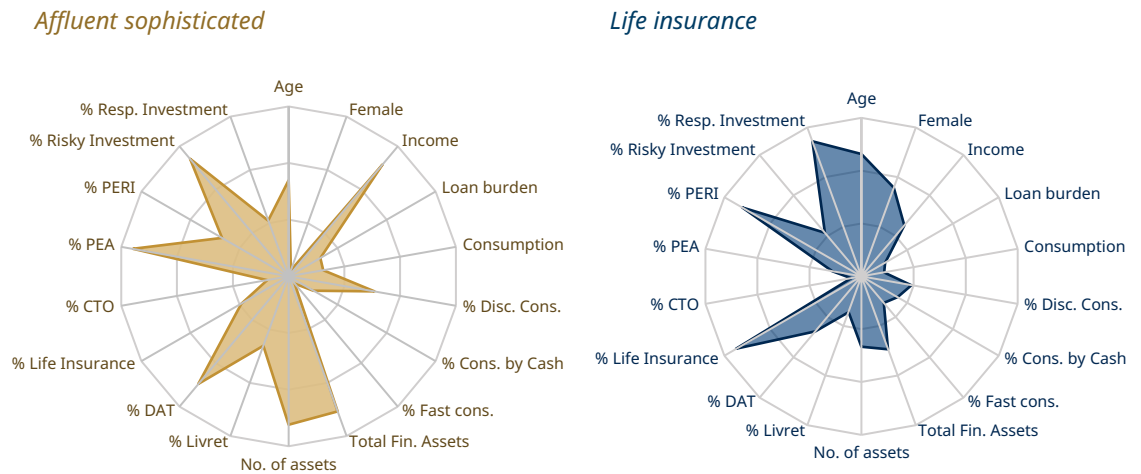 Affluent sophisticated
Age
Female
Income
Loan burden
Consumption
% Disc. Cons.
% Cons. by Cash
% Fast cons.
Total Fin. Assets
No. of assets
% Livret
% DAT
% Life Insurance
% CTO
% PEA
% PERI
% Risky Investment
% Resp. Investment
Life insurance
Age
Female
Income
Loan burden
Consumption
% Disc. Cons.
% Cons. by Cash
% Fast cons.
Total Fin. Assets
No. of assets
% Livret
% DAT
% Life Insurance
% CTO
% PEA
% PERI
% Risky Investment
% Resp. Investment